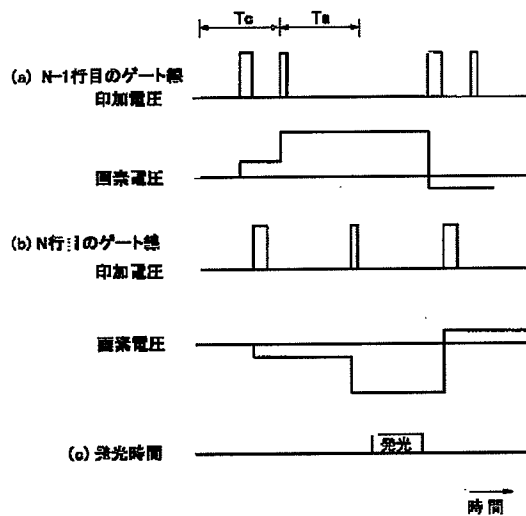 Tc
Ta
(a) N-1行目のゲート線
印加電圧
画素電圧
(b) N行目のゲート線
印加電圧
画素電圧
(c) 発光時間
発光
時間